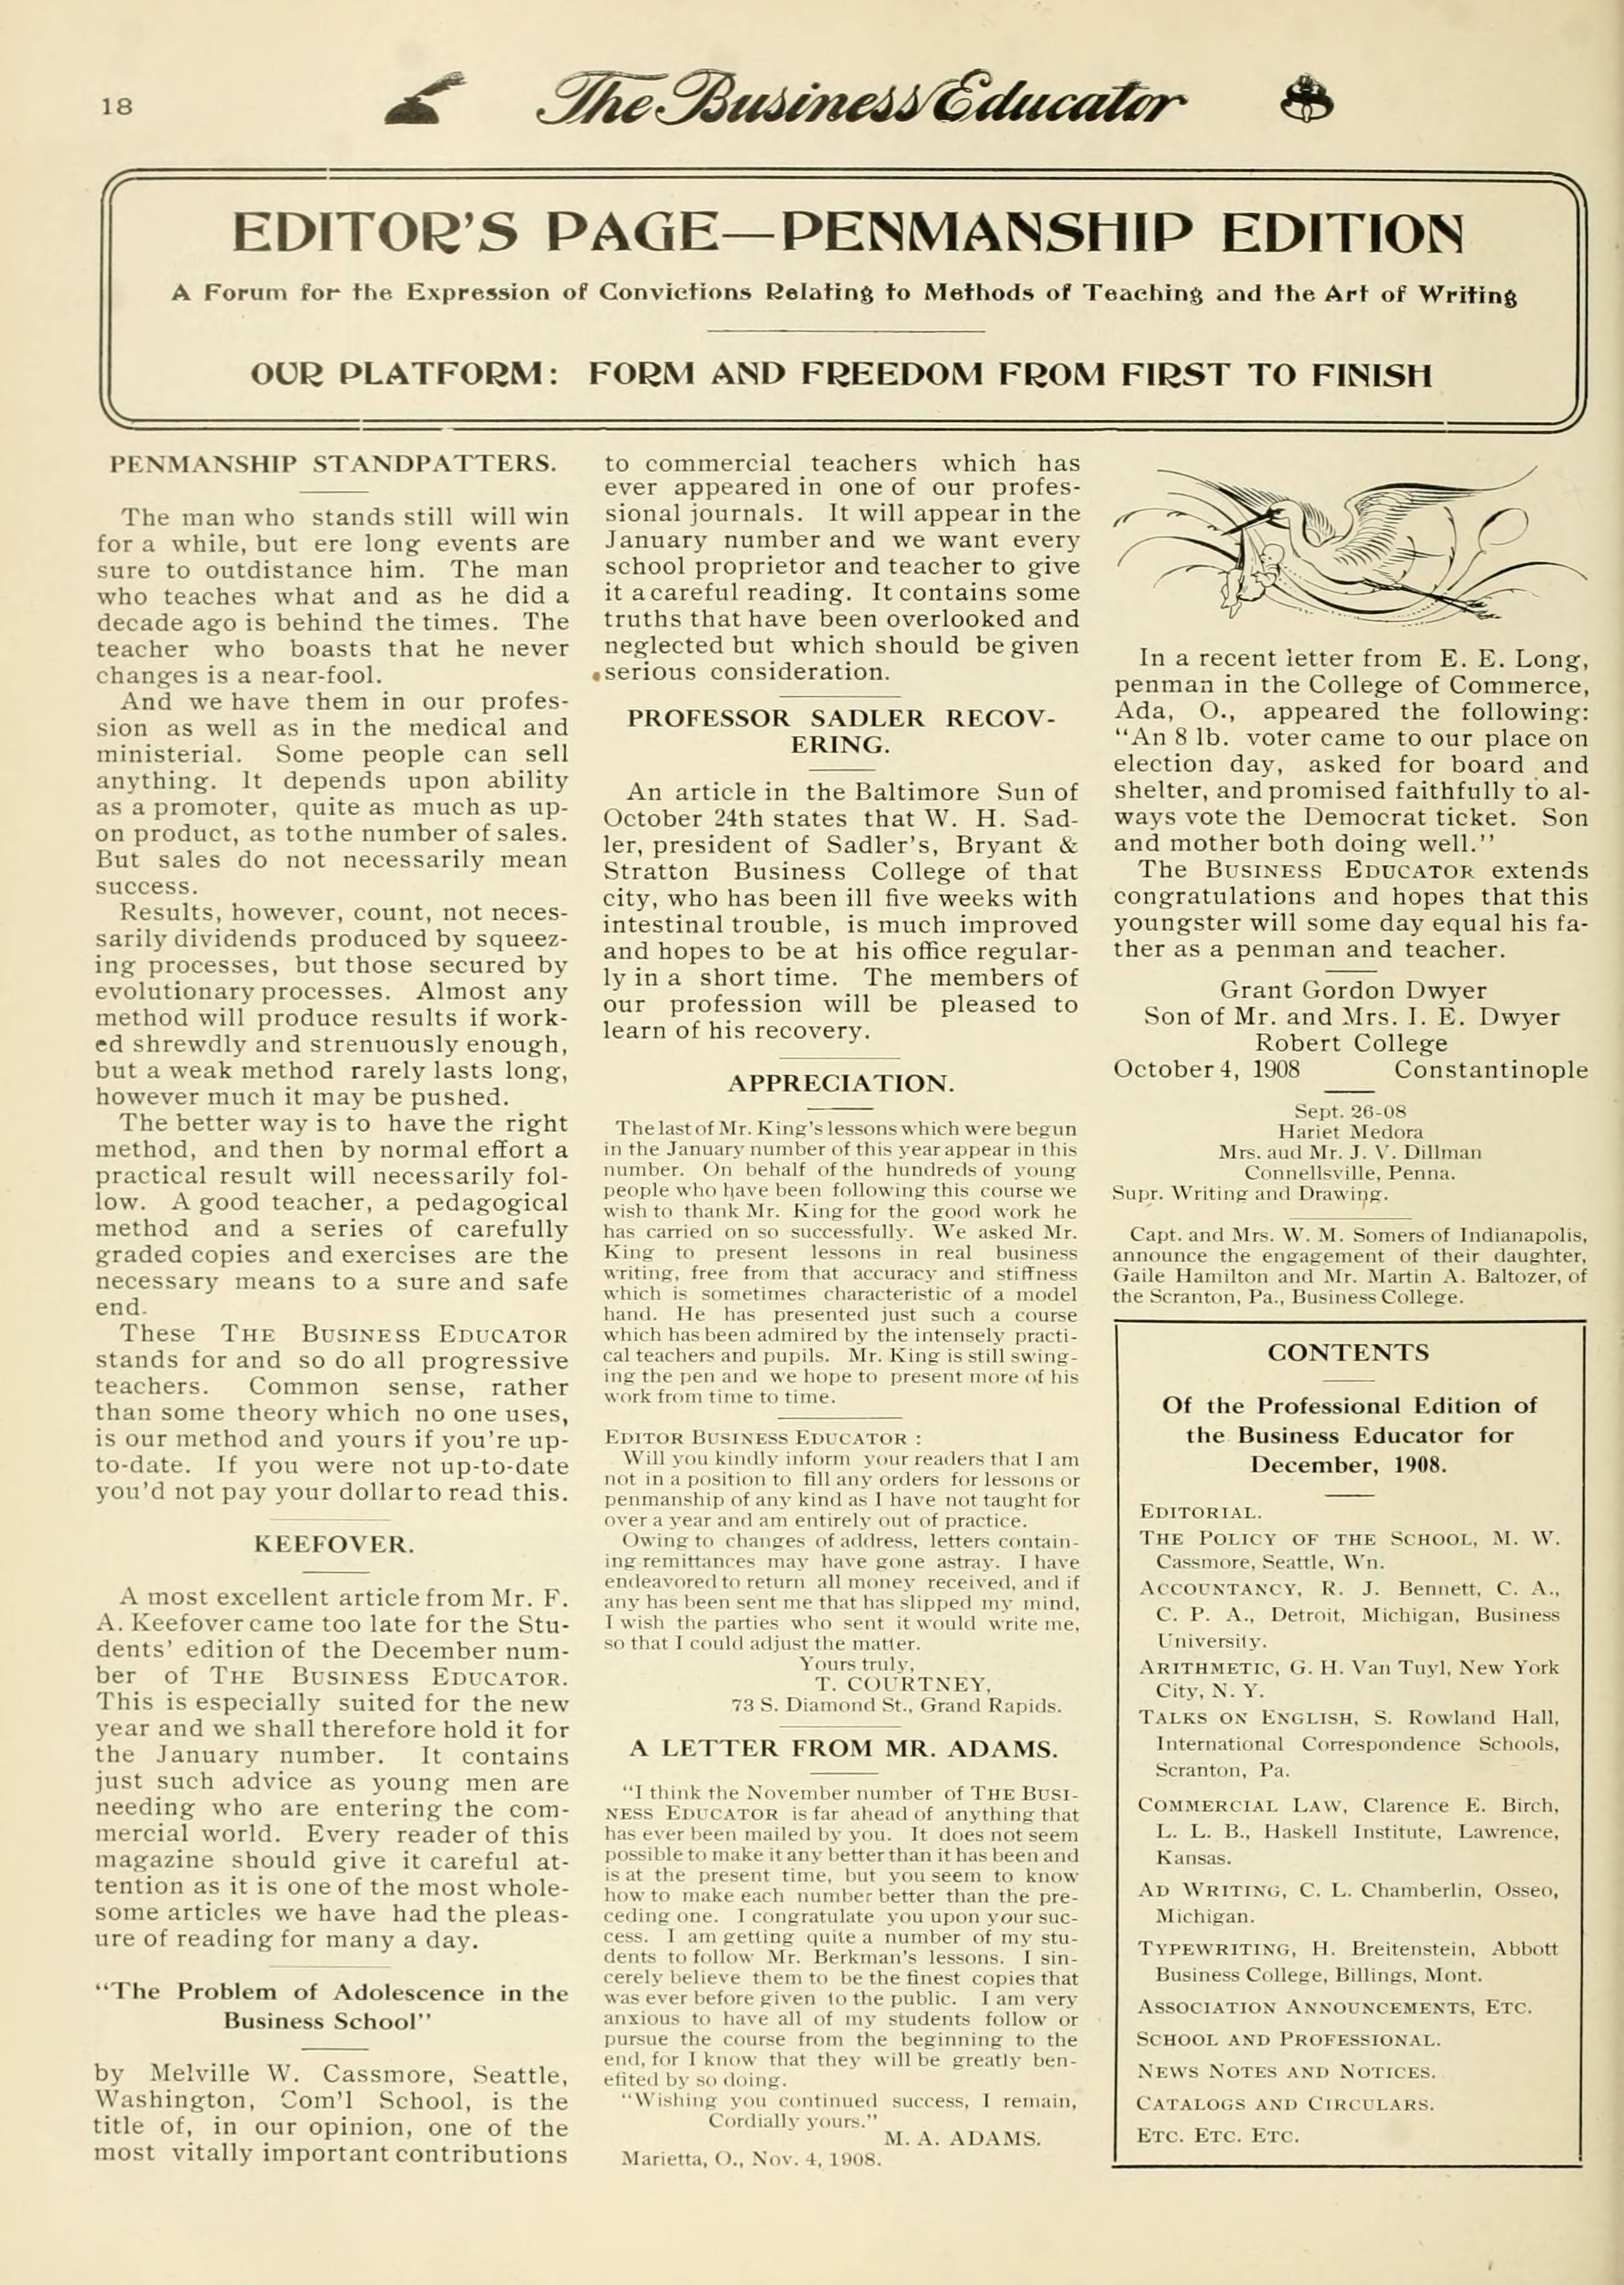 18
The Business Educator
EDITOR'S PAGE—PENMANSHIP EDITION
A Forum for the Expression of Convictions Relating to Methods of Teaching and the Art of Writing
OUR PLATFORM: FORM AND FREEDOM FROM FIRST TO FINISH
PENMANSHIP STANDPATTERS.
The man who stands still will win
for a while, but ere long events are
sure to outdistance him. The man
who teaches what and as he did a
decade ago is behind the times. The
teacher who boasts that he never
changes is a near-fool.
And we have them in our profes-
sion as well as in the medical and
ministerial. Some people can sell
anything. It depends upon ability
as a promoter, quite as much as up-
on product, as to the number of sales.
But sales do not necessarily mean
success.
Results, however, count, not neces-
sarily dividends produced by squeez-
ing processes, but those secured by
evolutionary processes. Almost any
method will produce results if work-
ed shrewdly and strenuously enough,
but a weak method rarely lasts long,
however much it may be pushed.
The better way is to have the right
method, and then by normal effort a
practical result will necessarily fol-
low. A good teacher, a pedagogical
method and a series of carefully
graded copies and exercises are the
necessary means to a sure and safe
end.
These THE BUSINESS EDUCATOR
stands for and so do all progressive
teachers. Common sense, rather
than some theory which no one uses,
is our method and yours if you're up-
to-date. If you were not up-to-date
you'd not pay your dollar to read this.
KEEFOVER.
A most excellent article from Mr. F.
A. Keefover came too late for the Stu-
dents' edition of the December num-
ber of THE BUSINESS EDUCATOR.
This is especially suited for the new
year and we shall therefore hold it for
the January number. It contains
just such advice as young men are
needing who are entering the com-
mercial world. Every reader of this
magazine should give it careful at-
tention as it is one of the most whole-
some articles we have had the pleas-
ure of reading for many a day.
"The Problem of Adolescence in the
Business School"
by Melville W. Cassmore, Seattle,
Washington, Com'l School, is the
title of, in our opinion, one of the
most vitally important contributions
to commercial teachers which has
ever appeared in one of our profes-
sional journals. It will appear in the
January number and we want every
school proprietor and teacher to give
it a careful reading. It contains some
truths that have been overlooked and
neglected but which should be given
serious consideration.
PROFESSOR SADLER RECOV-
ERING.
An article in the Baltimore Sun of
October 24th states that W. H. Sad-
ler, president of Sadler's, Bryant &
Stratton Business College of that
city, who has been ill five weeks with
intestinal trouble, is much improved
and hopes to be at his office regular-
ly in a short time. The members of
our profession will be pleased to
learn of his recovery.
APPRECIATION.
The last of Mr. King's lessons which were begun
in the January number of this year appear in this
number. On behalf of the hundreds of young
people who have been following this course we
wish to thank Mr. King for the good work he
has carried on so successfully. We asked Mr.
King to present lessons in real business
writing, free from that accuracy and stiffness
which is sometimes characteristic of a model
hand. He has presented just such a course
which has been admired by the intensely practi-
cal teachers and pupils. Mr. King is still swing-
ing the pen and we hope to present more of his
work from time to time.
EDITOR BUSINESS EDUCATOR :
Will you kindly inform your readers that I am
not in a position to fill any orders for lessons or
penmanship of any kind as I have not taught for
over a year and am entirely out of practice.
Owing to changes of address, letters contain-
ing remittances may have gone astray. I have
endeavored to return all money received, and if
any has been sent me that has slipped my mind,
I wish the parties who sent it would write me,
so that I could adjust the matter.
Yours truly,
T. COURTNEY,
73 S. Diamond St., Grand Rapids.
A LETTER FROM MR. ADAMS.
"I think the November number of THE BUSI-
NESS EDUCATOR is far ahead of anything that
has ever been mailed by you. It does not seem
possible to make it any better than it has been and
is at the present time, but you seem to know
how to make each number better than the pre-
ceding one. I congratulate you upon your suc-
cess. I am getting quite a number of my stu-
dents to follow Mr. Berkman's lessons. I sin-
cerely believe them to be the finest copies that
was ever before given to the public. I am very
anxious to have all of my students follow or
pursue the course from the beginning to the
end, for I know that they will be greatly ben-
efited by so doing.
"Wishing you continued success, I remain,
Cordially yours."
M. A. ADAMS.
Marietta, O., Nov. 4, 1908.
In a recent letter from E. E. Long,
penman in the College of Commerce,
Ada, O., appeared the following:
"An 8 lb. voter came to our place on
election day, asked for board and
shelter, and promised faithfully to al-
ways vote the Democrat ticket. Son
and mother both doing well."
The BUSINESS EDUCATOR extends
congratulations and hopes that this
youngster will some day equal his fa-
ther as a penman and teacher.
Grant Gordon Dwyer
Son of Mr. and Mrs. I. E. Dwyer
Robert College
October 4, 1908 Constantinople
Sept. 26-08
Hariet Medora
Mrs. aud Mr. J. V. Dillman
Connellsville, Penna.
Supr. Writing and Drawing.
Capt. and Mrs. W. M. Somers of Indianapolis,
announce the engagement of their daughter,
Gaile Hamilton and Mr. Martin A. Baltozer, of
the Scranton, Pa., Business College.
CONTENTS
Of the Professional Edition of
the Business Educator for
December, 1908.
EDITORIAL.
THE POLICY OF THE SCHOOL, M. W.
Cassmore, Seattle, Wn.
ACCOUNTANCY, R. J. Bennett, C. A.,
C. P. A., Detroit, Michigan, Business
University.
ARITHMETIC, G. H. Van Tuyl, New York
City, N. Y.
TALKS ON ENGLISH, S. Rowland Hall,
International Correspondence Schools,
Scranton, Pa.
COMMERCIAL LAW, Clarence E. Birch,
L. L. B., Haskell Institute, Lawrence,
Kansas.
AD WRITING, C. L. Chamberlin, Osseo,
Michigan.
TYPEWRITING, H. Breitenstein, Abbott
Business College, Billings, Mont.
ASSOCIATION ANNOUNCEMENTS, ETC.
SCHOOL AND PROFESSIONAL.
NEWS NOTES AND NOTICES.
CATALOGS AND CIRCULARS.
ETC. ETC. ETC.